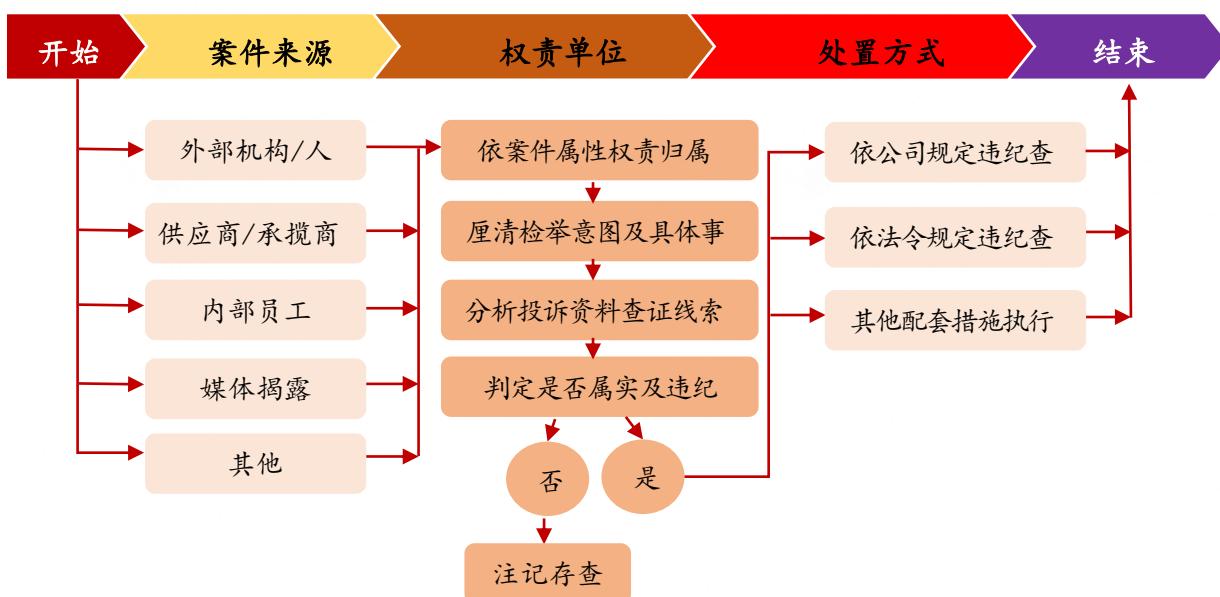 开始
案件来源
权责单位
处置方式
结束
外部机构/人
供应商/承揽商
内部员工
媒体揭露
其他
依案件属性权责归属
厘清检举意图及具体事
分析投诉资料查证线索
判定是否属实及违纪
否
是
注记存查
依公司规定违纪查
依法令规定违纪查
其他配套措施执行